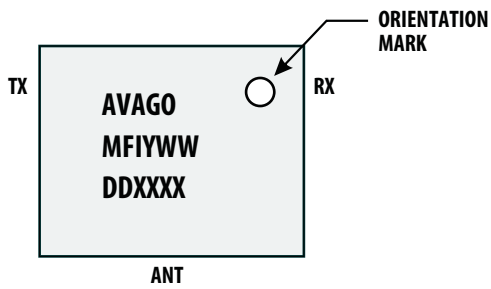 ORIENTATION
MARK
TX
RX
AVAGO
MFIYWW
DDXXXX
ANT